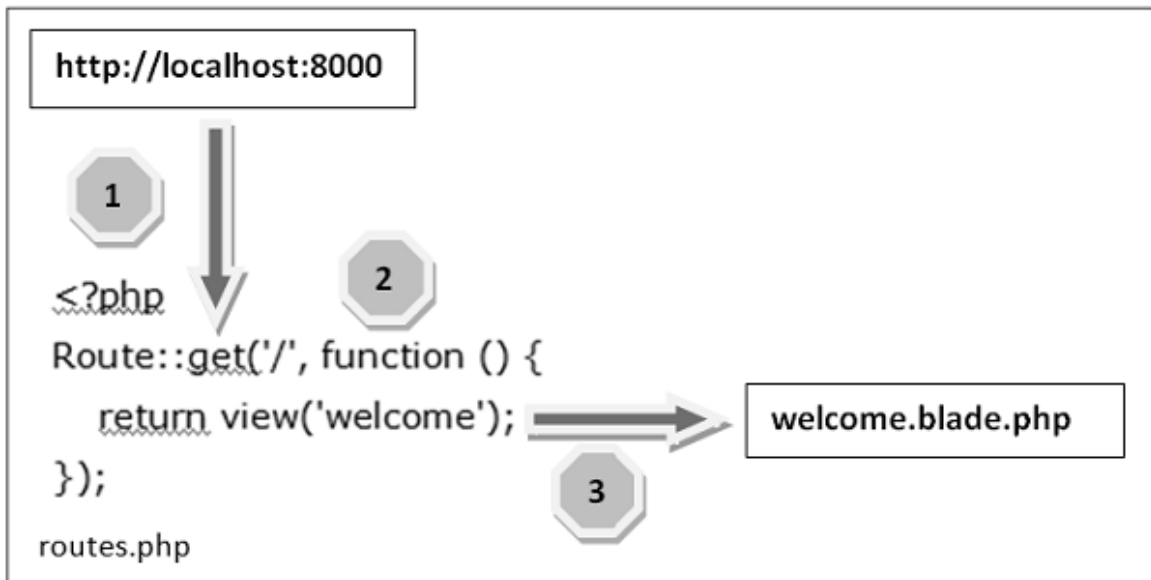 http://localhost:8000
1
2
<?php
Route::get('/', function () {
return view('welcome');
welcome.blade.php
});
3
routes.php